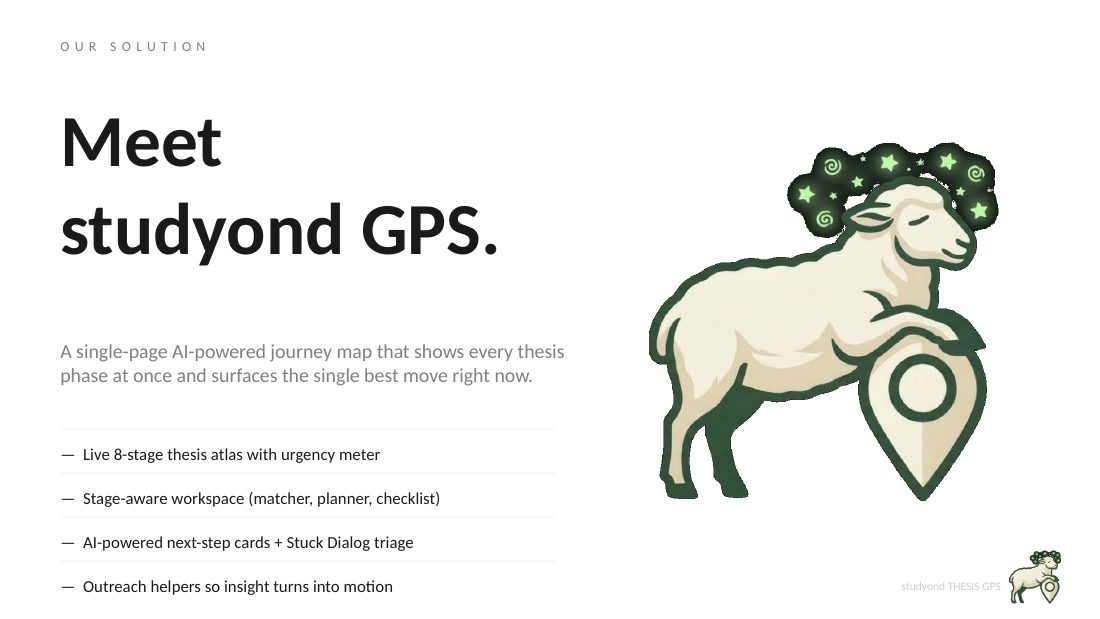 OUR SOLUTION
Meet
studyond GPS.
A single-page AI-powered journey map that shows every thesis
phase at once and surfaces the single best move right now.
— Live 8-stage thesis atlas with urgency meter
— Stage-aware workspace (matcher, planner, checklist)
— AI-powered next-step cards + Stuck Dialog triage
— Outreach helpers so insight turns into motion
studyond THESIS GPS